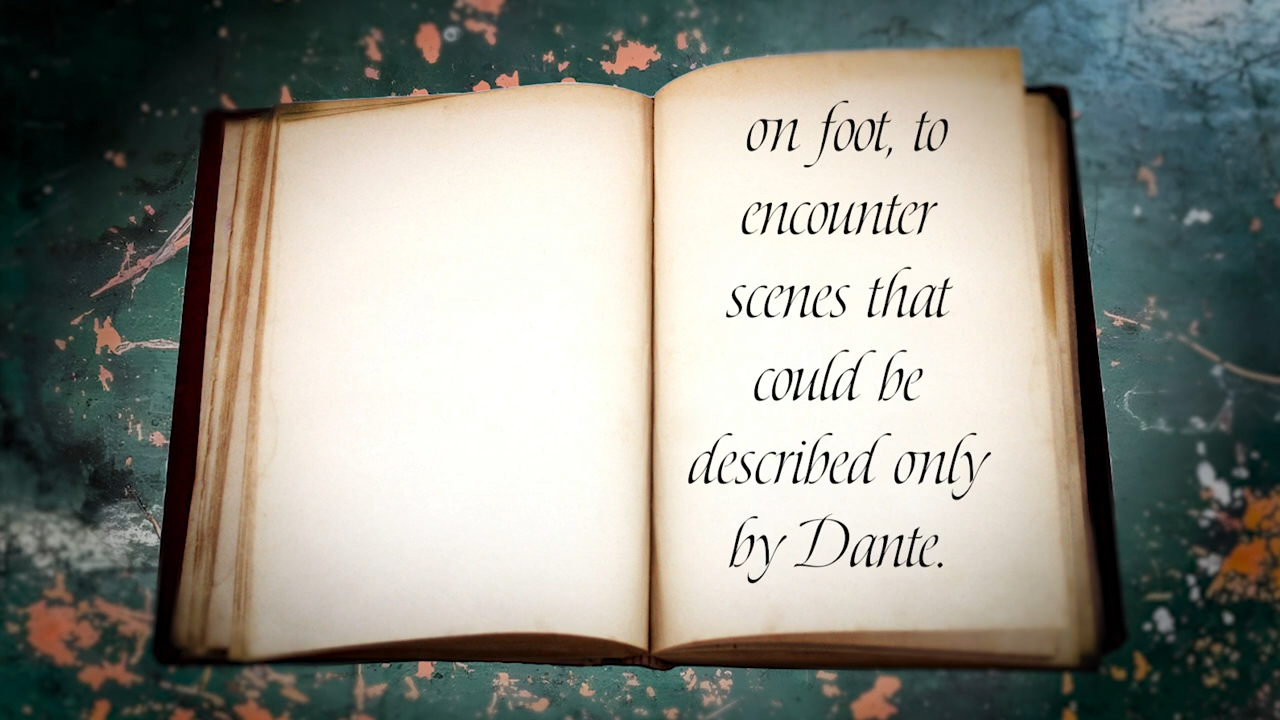 on foot, to
encounter
scenes that
could be
described only
by Dante.